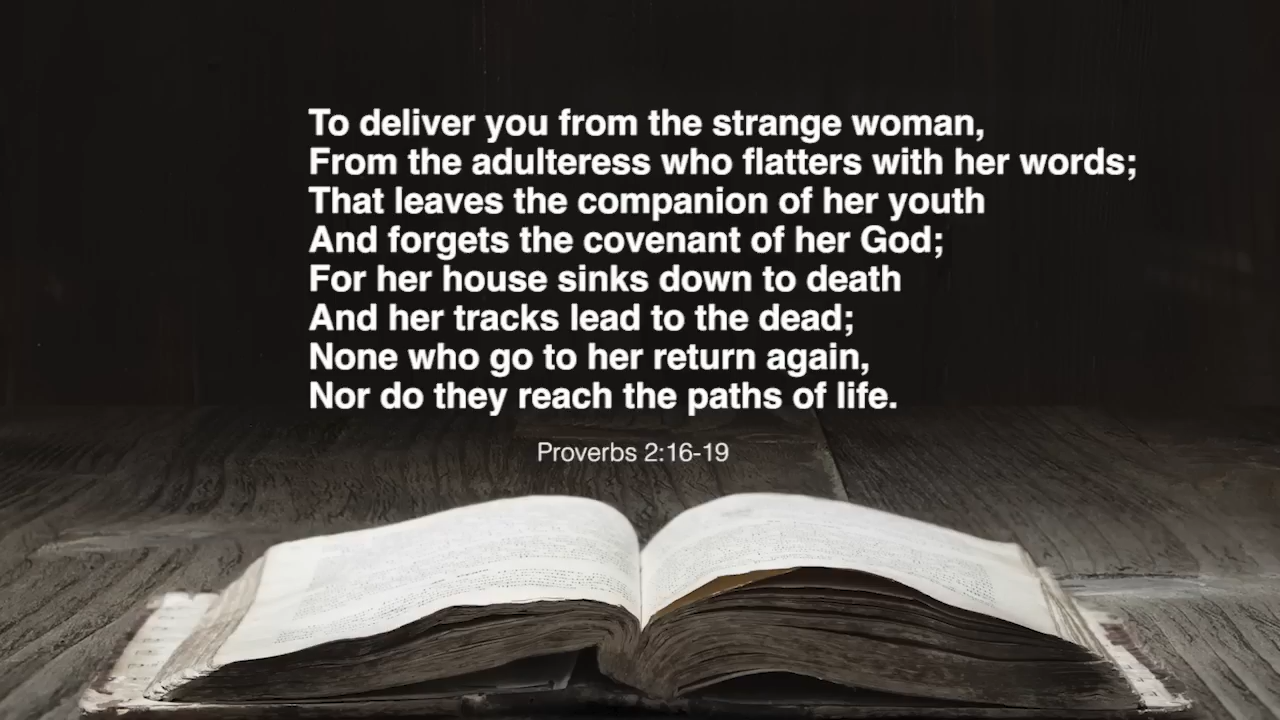 To deliver you from the strange woman,
From the adulteress who flatters with her words;
That leaves the companion of her youth
And forgets the covenant of her God;
For her house sinks down to death
And her tracks lead to the dead;
None who go to her return again,
Nor do they reach the paths of life.
Proverbs 2:16-19